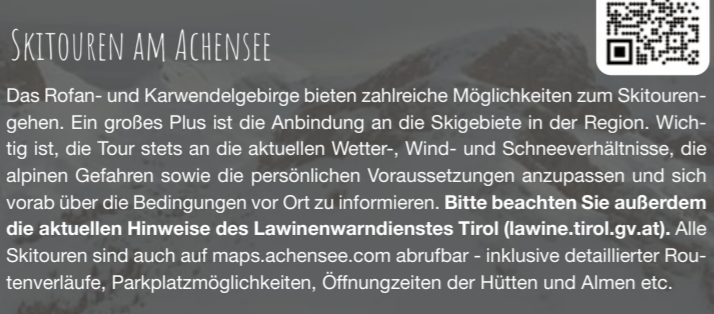 SKITOUREN AM ACHENSEE
Das Rofan- und Karwendelgebirge bieten zahlreiche Möglichkeiten zum Skitouren-
gehen. Ein großes Plus ist die Anbindung an die Skigebiete in der Region. Wich-
tig ist, die Tour stets an die aktuellen Wetter-, Wind- und Schneeverhältnisse, die
alpinen Gefahren sowie die persönlichen Voraussetzungen anzupassen und sich
vorab über die Bedingungen vor Ort zu informieren. Bitte beachten Sie außerdem
die aktuellen Hinweise des Lawinenwarndienstes Tirol (lawine.tirol.gv.at). Alle
Skitouren sind auch auf maps.achensee.com abrufbar - inklusive detaillierter Rou-
tenverläufe, Parkplatzmöglichkeiten, Öffnungzeiten der Hütten und Almen etc.